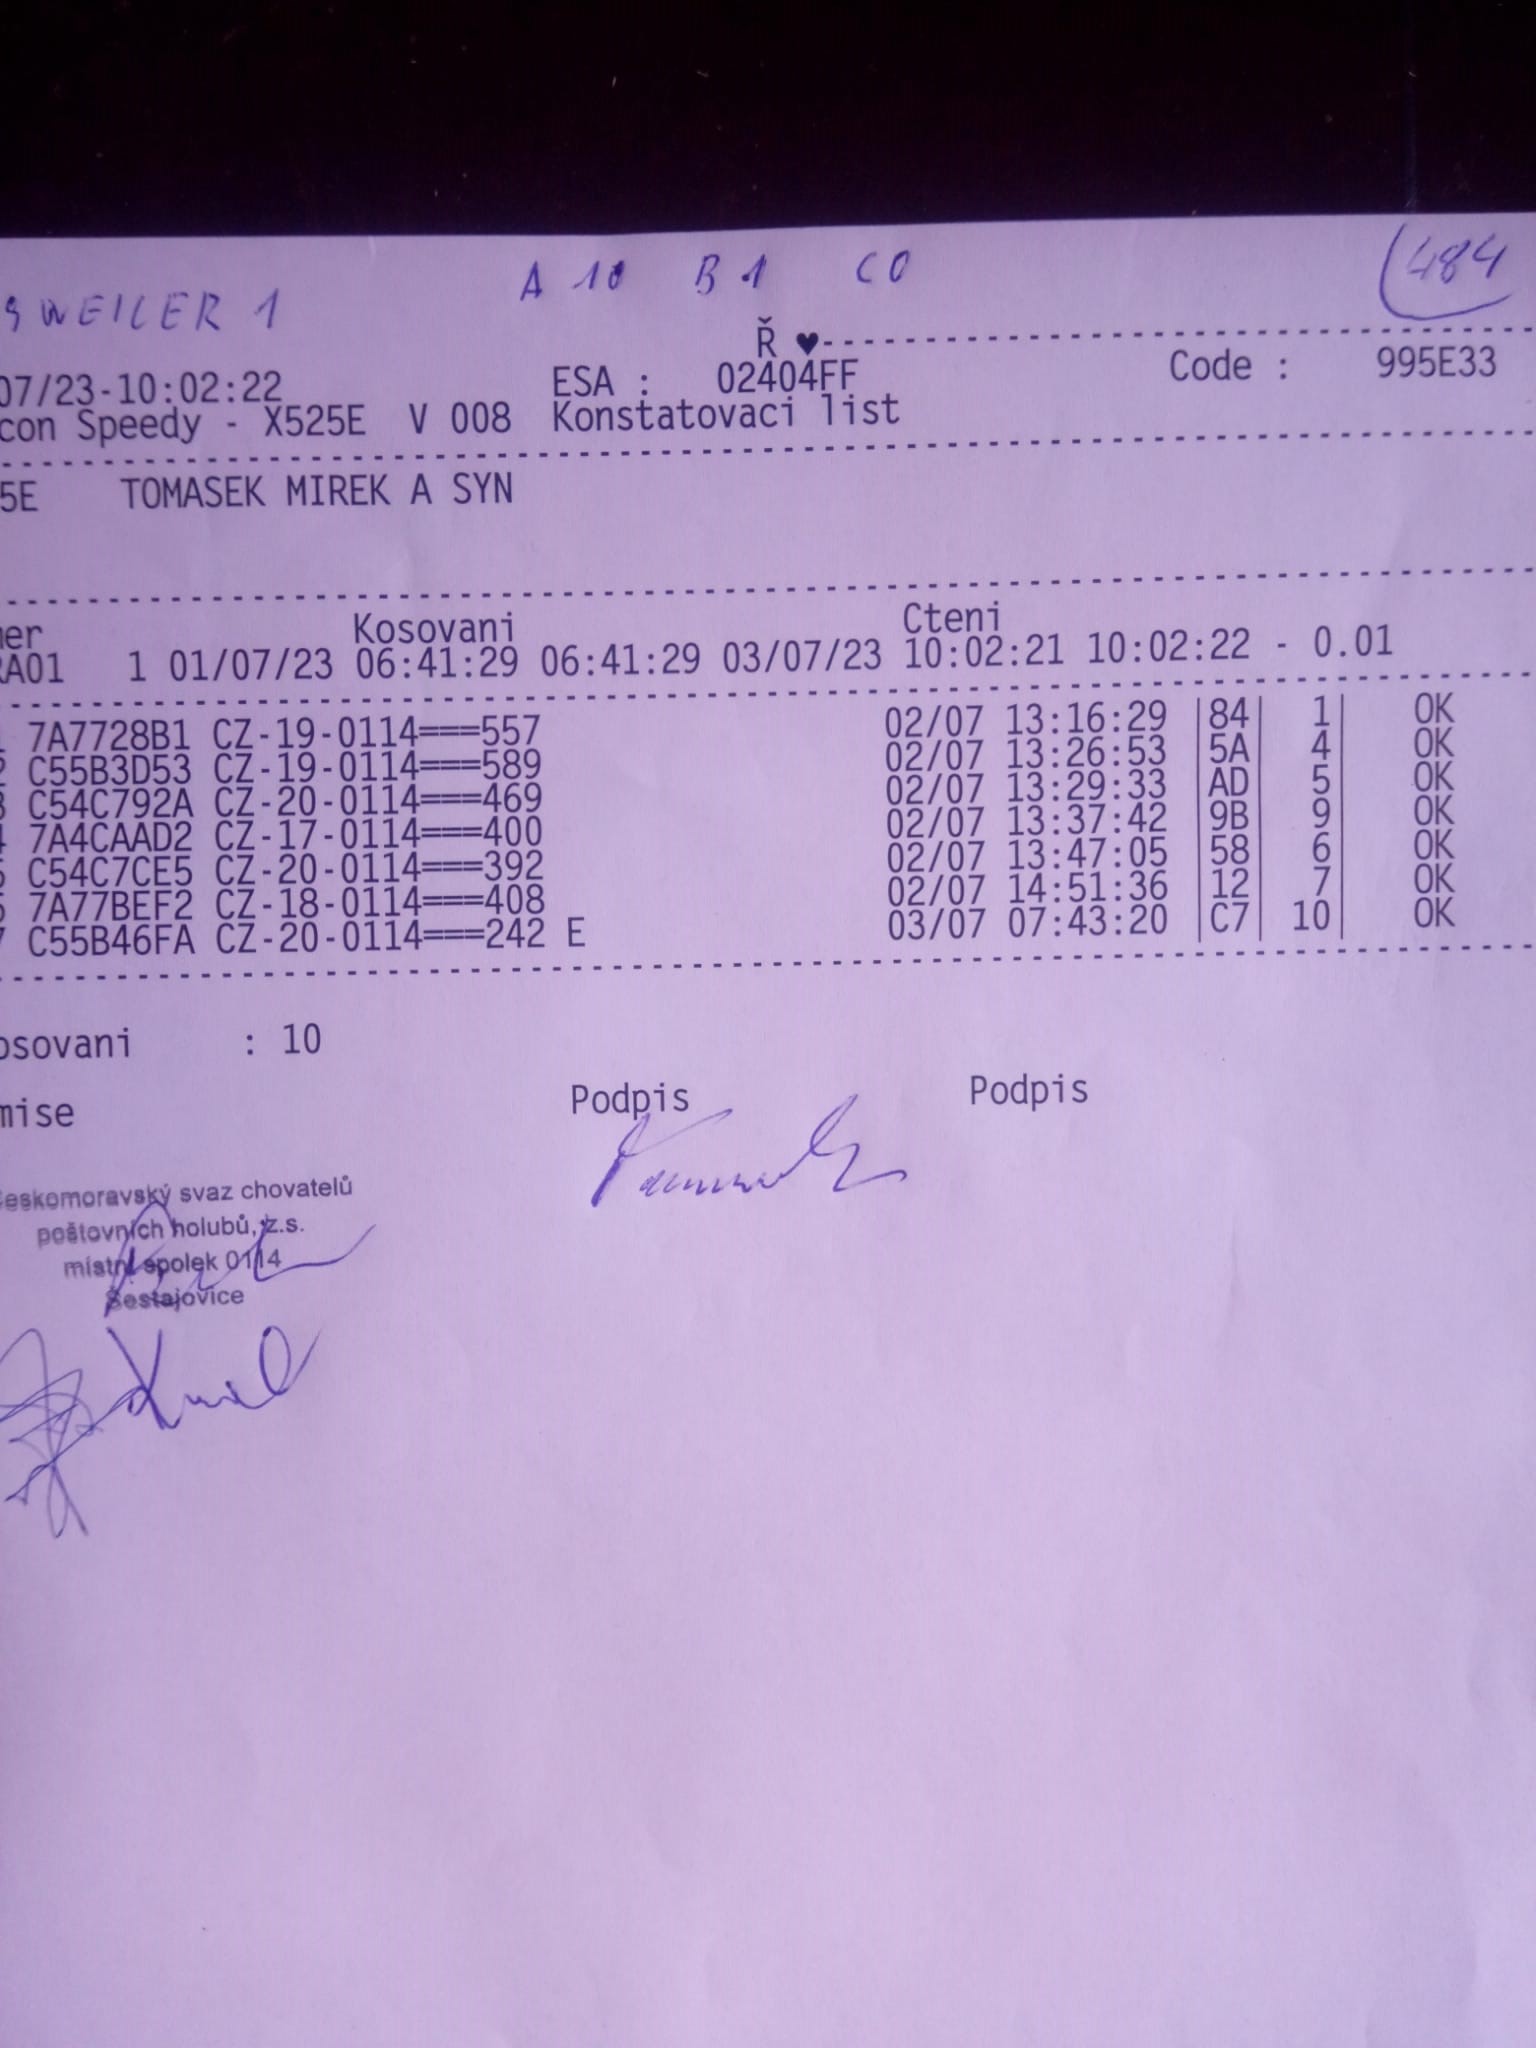 WEILER 1 A 10 B 1 C0 484
Ř ♥-----------------------------------
07/23-10:02:22 ESA : 02404FF Code : 995E33
con Speedy - X525E V 008 Konstatovaci list
5E TOMASEK MIREK A SYN
er Kosovani Cteni
RA01 1 01/07/23 06:41:29 06:41:29 03/07/23 10:02:21 10:02:22 - 0.01
7A7728B1 CZ-19-0114===557 02/07 13:16:29 |84| 1| OK
C55B3D53 CZ-19-0114===589 02/07 13:26:53 |5A| 4| OK
C54C792A CZ-20-0114===469 02/07 13:29:33 |AD| 5| OK
7A4CAAD2 CZ-17-0114===400 02/07 13:37:42 |9B| 9| OK
C54C7CE5 CZ-20-0114===392 02/07 13:47:05 |58| 6| OK
7A77BEF2 CZ-18-0114===408 02/07 14:51:36 |12| 7| OK
C55B46FA CZ-20-0114===242 E 03/07 07:43:20 |C7| 10| OK
osovani : 10
mise Podpis Podpis
Českomoravský svaz chovatelů
poštovních holubů, z.s.
místní spolek 0114
Šestajovice